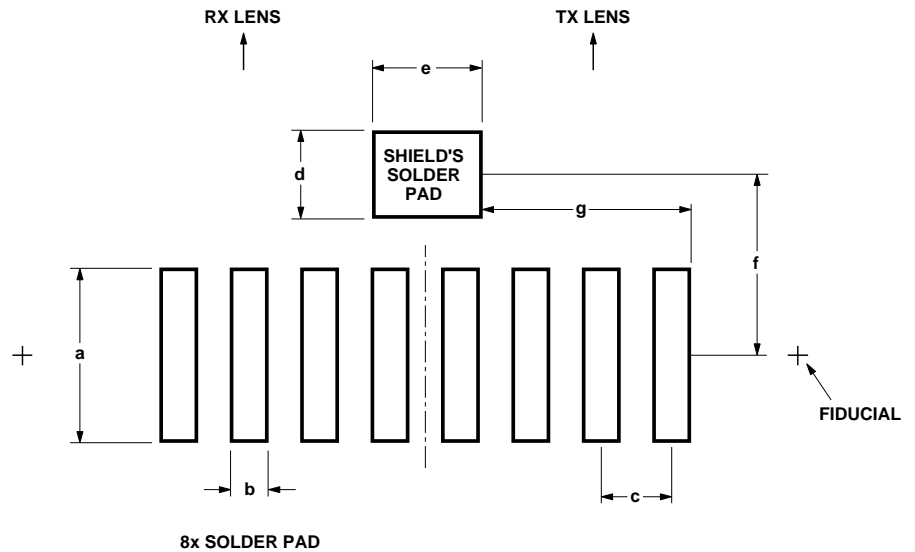 RX LENS
TX LENS
e
d
SHIELD'S
SOLDER
PAD
g
f
a
FIDUCIAL
b
c
8x SOLDER PAD